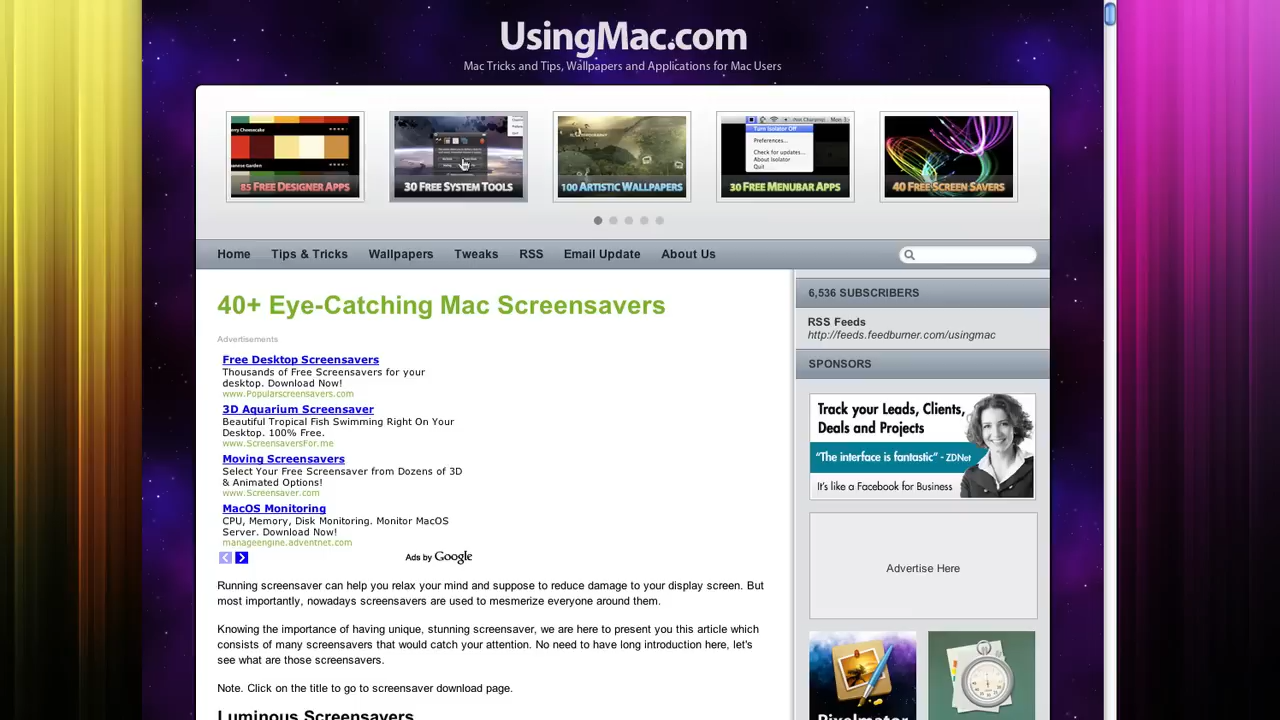 UsingMac.com
Mac Tricks and Tips, Wallpapers and Applications for Mac Users
85 FREE DESIGNER APPS
30 FREE SYSTEM TOOLS
100 ARTISTIC WALLPAPERS
Turn Isolator Off
Preferences...
Check for updates...
About Isolator
Quit
30 FREE MENUBAR APPS
40 FREE SCREEN SAVERS
Home
Tips & Tricks
Wallpapers
Tweaks
RSS
Email Update
About Us
40+ Eye-Catching Mac Screensavers
Advertisements
Free Desktop Screensavers
Thousands of Free Screensavers for your
desktop. Download Now!
www.Popularscreensavers.com
3D Aquarium Screensaver
Beautiful Tropical Fish Swimming Right On Your
Desktop. 100% Free.
www.ScreensaversFor.me
Moving Screensavers
Select Your Free Screensaver from Dozens of 3D
& Animated Options!
www.Screensaver.com
MacOS Monitoring
CPU, Memory, Disk Monitoring. Monitor MacOS
Server. Download Now!
manageengine.adventnet.com
Ads by Google
Running screensaver can help you relax your mind and suppose to reduce damage to your display screen. But
most importantly, nowadays screensavers are used to mesmerize everyone around them.
Knowing the importance of having unique, stunning screensaver, we are here to present you this article which
consists of many screensavers that would catch your attention. No need to have long introduction here, let's
see what are those screensavers.
Note. Click on the title to go to screensaver download page.
Luminous Screensavers
6,536 SUBSCRIBERS
RSS Feeds
http://feeds.feedburner.com/usingmac
SPONSORS
Track your Leads, Clients,
Deals and Projects
"The interface is fantastic" - ZDNet
It's like a Facebook for Business
Advertise Here
Pixelmator